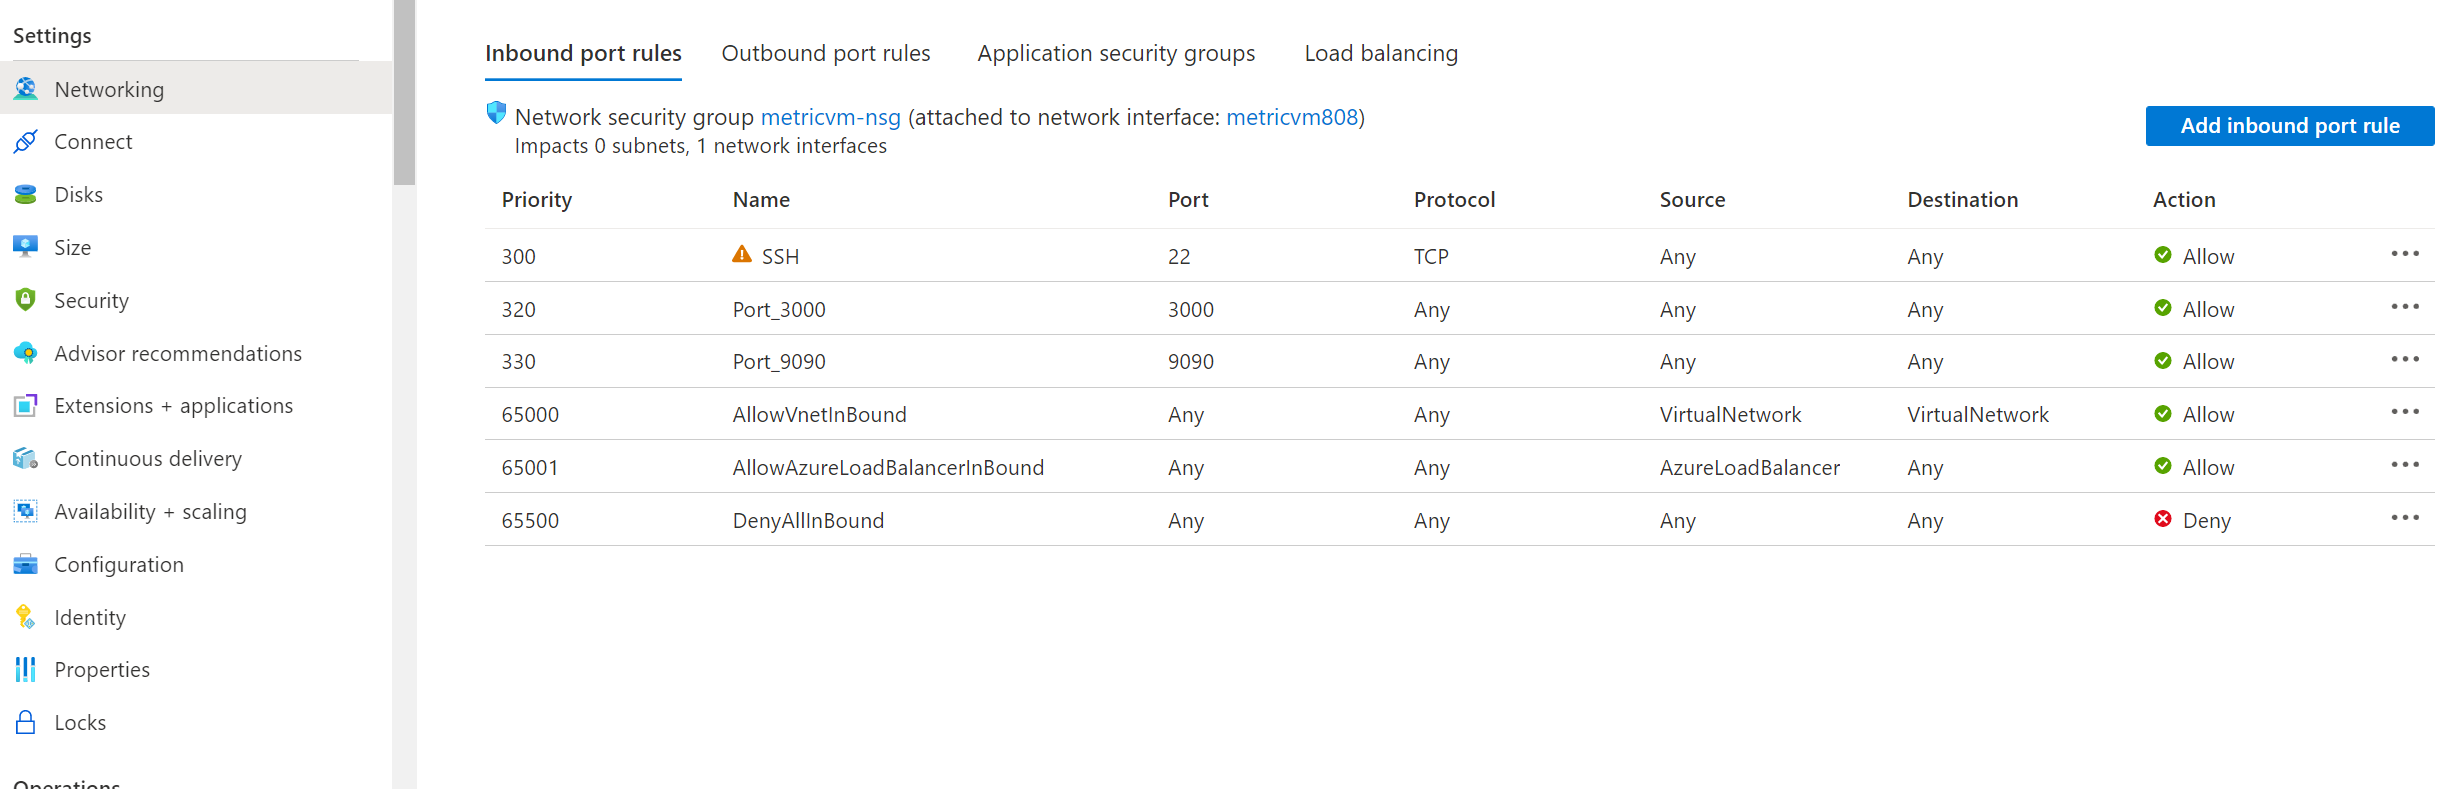 Settings
Networking
Connect
Disks
Size
Security
Advisor recommendations
Extensions + applications
Continuous delivery
Availability + scaling
Configuration
Identity
Properties
Locks
Operations
Inbound port rules Outbound port rules Application security groups Load balancing
Network security group metricvm-nsg (attached to network interface: metricvm808)
Impacts 0 subnets, 1 network interfaces
Add inbound port rule
Priority Name Port Protocol Source Destination Action
300 SSH 22 TCP Any Any Allow
320 Port_3000 3000 Any Any Any Allow
330 Port_9090 9090 Any Any Any Allow
65000 AllowVnetInBound Any Any VirtualNetwork VirtualNetwork Allow
65001 AllowAzureLoadBalancerInBound Any Any AzureLoadBalancer Any Allow
65500 DenyAllInBound Any Any Any Any Deny